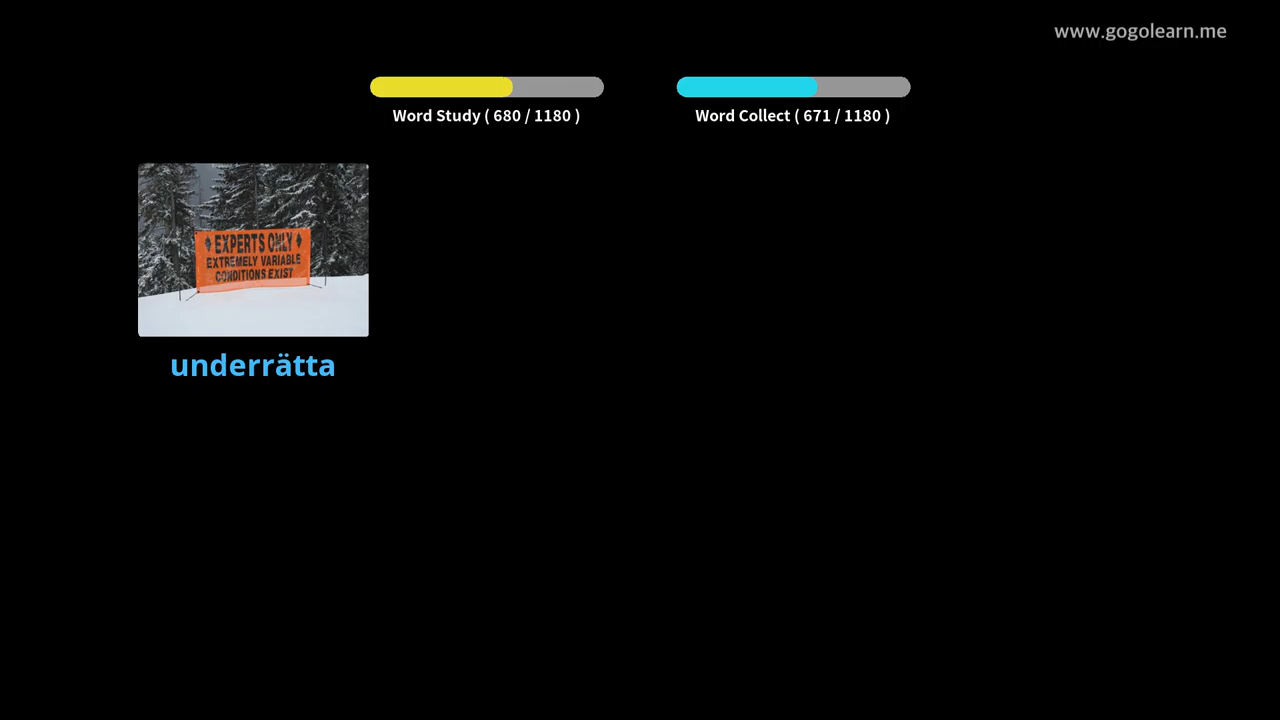 www.gogolearn.me
Word Study ( 680 / 1180 )
Word Collect ( 671 / 1180 )
EXPERTS ONLY
EXTREMELY VARIABLE
CONDITIONS EXIST
underrätta